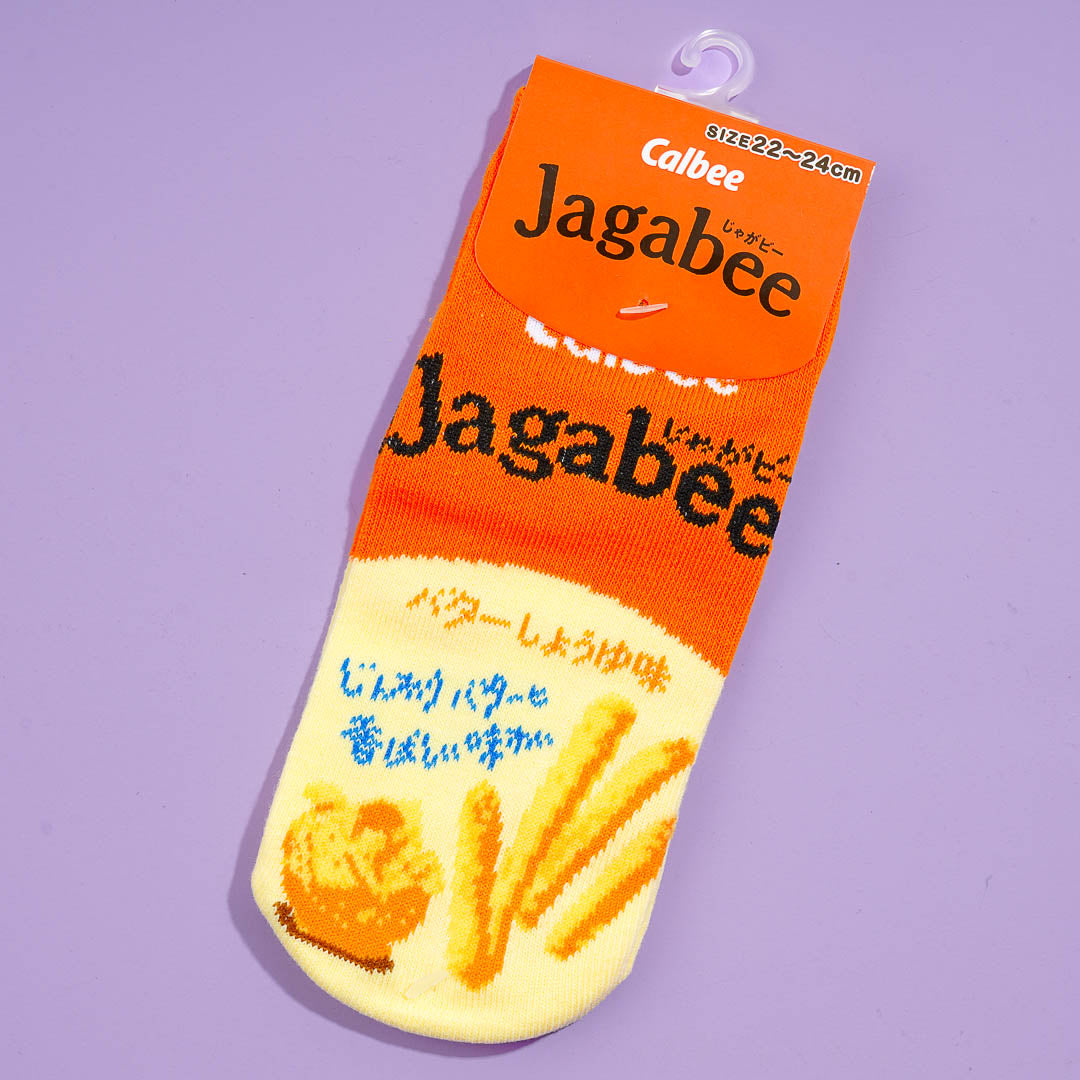 SIZE22~24cm
Calbee
じゃがビー
Jagabee
Calbee
じゃがビー
Jagabee
バターしょうゆ味
じんわりバターと
香ばしい味わい